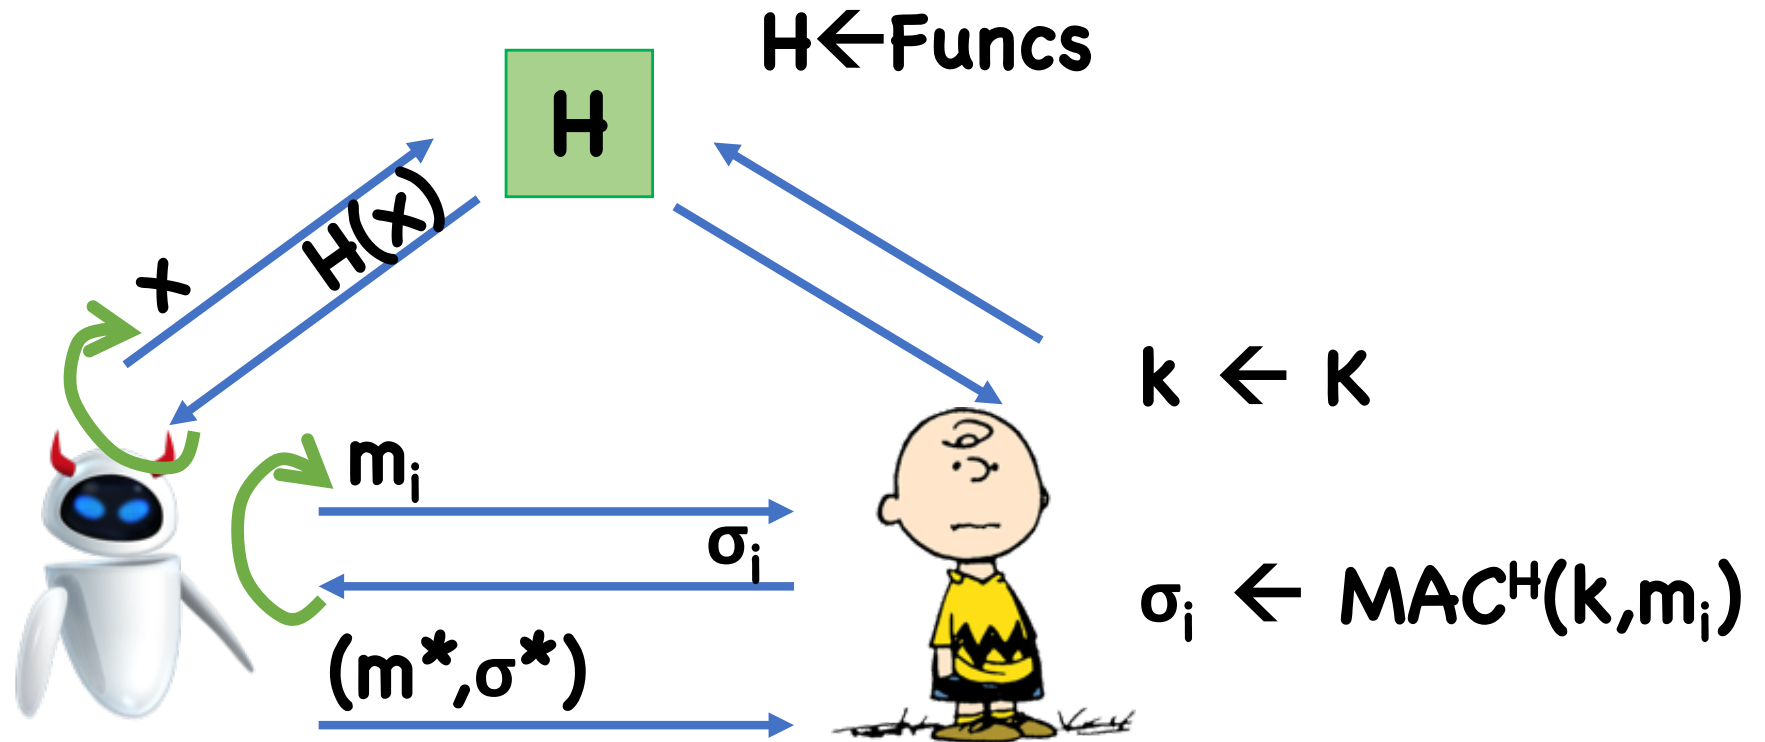 H←Funcs
H
x
H(x)
k ← K
mᵢ
σᵢ
σᵢ ← MACᴴ(k,mᵢ)
(m*,σ*)